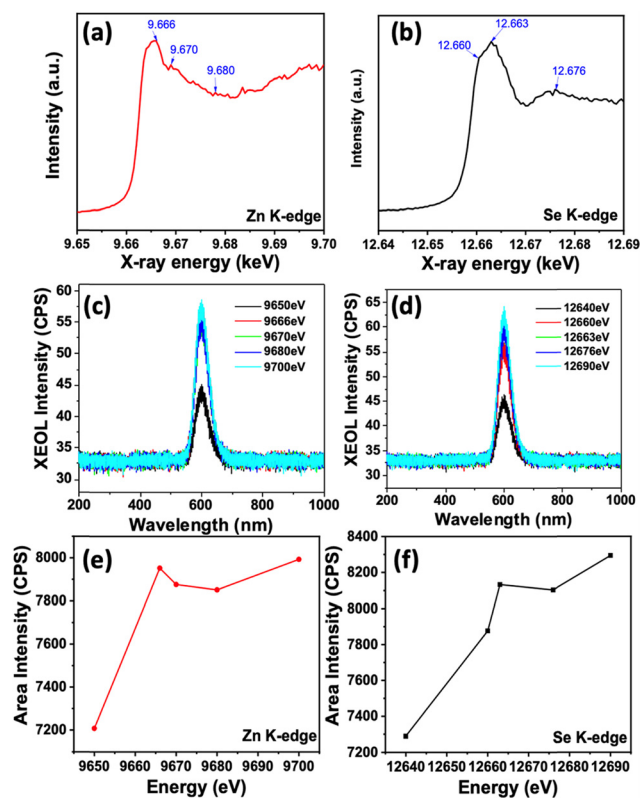 (a)
9.666
9.670
9.680
Intensity (a.u.)
Zn K-edge
9.65 9.66 9.67 9.68 9.69 9.70
X-ray energy (keV)
(b)
12.663
12.660
12.676
Intensity (a.u.)
Se K-edge
12.64 12.65 12.66 12.67 12.68 12.69
X-ray energy (keV)
(c)
9650eV
9666eV
9670eV
9680eV
9700eV
XEOL Intensity (CPS)
60
55
50
45
40
35
30
200 400 600 800 1000
Wavelength (nm)
(d)
12640eV
12660eV
12663eV
12676eV
12690eV
XEOL Intensity (CPS)
65
60
55
50
45
40
35
30
200 400 600 800 1000
Wavelength (nm)
(e)
Area Intensity (CPS)
8000
7800
7600
7400
7200
Zn K-edge
9650 9660 9670 9680 9690 9700
Energy (eV)
(f)
Area Intensity (CPS)
8400
8200
8000
7800
7600
7400
7200
Se K-edge
12640 12650 12660 12670 12680 12690
Energy (eV)